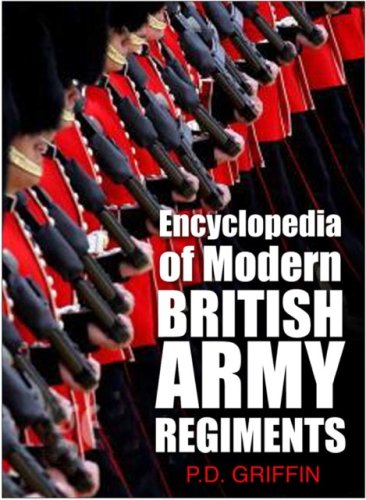 Encyclopedia
of Modern
BRITISH
ARMY
REGIMENTS
P.D. GRIFFIN